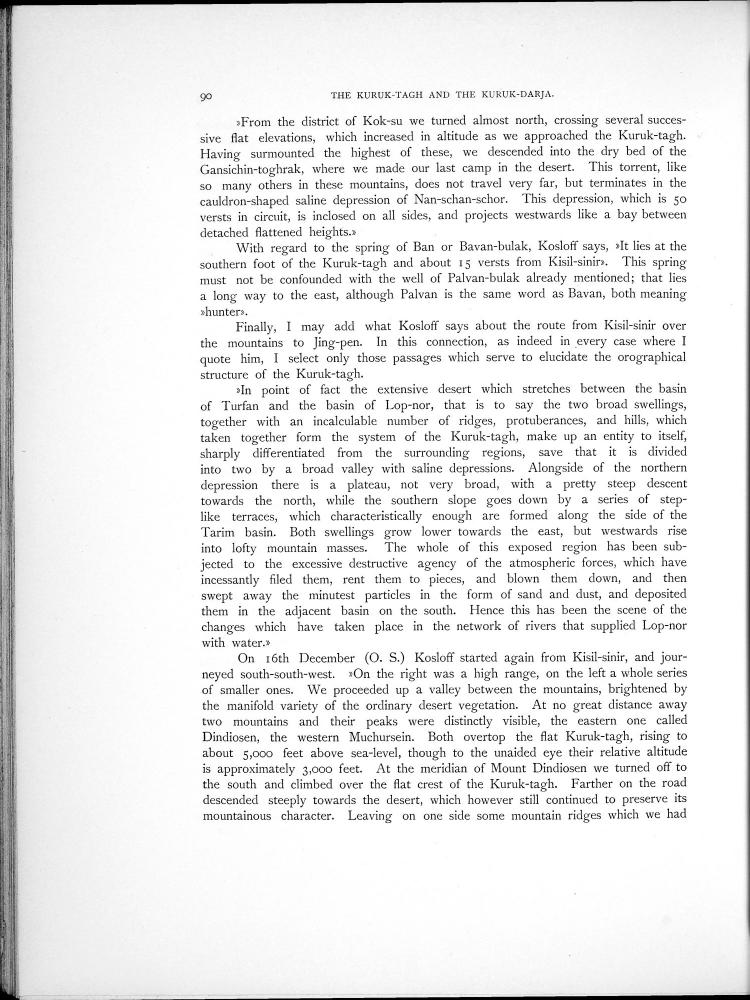 90 THE KURUK-TAGH AND THE KURUK-DARJA.
»From the district of Kok-su we turned almost north, crossing several succes-
sive flat elevations, which increased in altitude as we approached the Kuruk-tagh.
Having surmounted the highest of these, we descended into the dry bed of the
Gansichin-toghrak, where we made our last camp in the desert. This torrent, like
so many others in these mountains, does not travel very far, but terminates in the
cauldron-shaped saline depression of Nan-schan-schor. This depression, which is 50
versts in circuit, is inclosed on all sides, and projects westwards like a bay between
detached flattened heights.»
With regard to the spring of Ban or Bavan-bulak, Kosloff says, »It lies at the
southern foot of the Kuruk-tagh and about 15 versts from Kisil-sinir». This spring
must not be confounded with the well of Palvan-bulak already mentioned; that lies
a long way to the east, although Palvan is the same word as Bavan, both meaning
»hunter».
Finally, I may add what Kosloff says about the route from Kisil-sinir over
the mountains to Jing-pen. In this connection, as indeed in every case where I
quote him, I select only those passages which serve to elucidate the orographical
structure of the Kuruk-tagh.
»In point of fact the extensive desert which stretches between the basin
of Turfan and the basin of Lop-nor, that is to say the two broad swellings,
together with an incalculable number of ridges, protuberances, and hills, which
taken together form the system of the Kuruk-tagh, make up an entity to itself,
sharply differentiated from the surrounding regions, save that it is divided
into two by a broad valley with saline depressions. Alongside of the northern
depression there is a plateau, not very broad, with a pretty steep descent
towards the north, while the southern slope goes down by a series of step-
like terraces, which characteristically enough are formed along the side of the
Tarim basin. Both swellings grow lower towards the east, but westwards rise
into lofty mountain masses. The whole of this exposed region has been sub-
jected to the excessive destructive agency of the atmospheric forces, which have
incessantly filed them, rent them to pieces, and blown them down, and then
swept away the minutest particles in the form of sand and dust, and deposited
them in the adjacent basin on the south. Hence this has been the scene of the
changes which have taken place in the network of rivers that supplied Lop-nor
with water.»
On 16th December (O. S.) Kosloff started again from Kisil-sinir, and jour-
neyed south-south-west. »On the right was a high range, on the left a whole series
of smaller ones. We proceeded up a valley between the mountains, brightened by
the manifold variety of the ordinary desert vegetation. At no great distance away
two mountains and their peaks were distinctly visible, the eastern one called
Dindiosen, the western Muchursein. Both overtop the flat Kuruk-tagh, rising to
about 5,000 feet above sea-level, though to the unaided eye their relative altitude
is approximately 3,000 feet. At the meridian of Mount Dindiosen we turned off to
the south and climbed over the flat crest of the Kuruk-tagh. Farther on the road
descended steeply towards the desert, which however still continued to preserve its
mountainous character. Leaving on one side some mountain ridges which we had